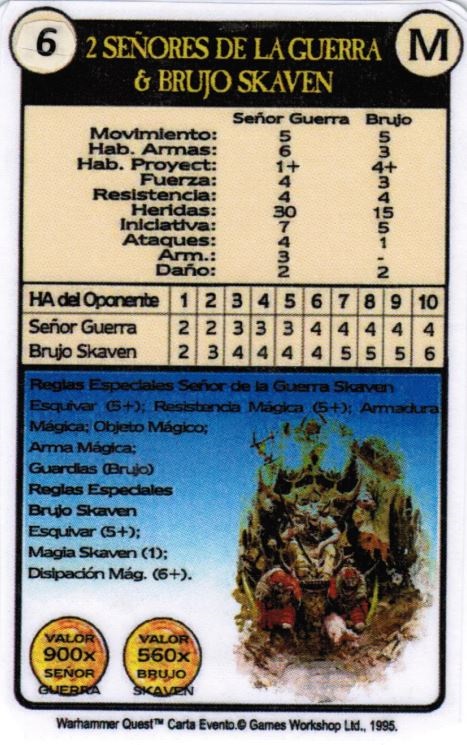 6
2 SEÑORES DE LA GUERRA
& BRUJO SKAVEN
M
Señor Guerra Brujo
Movimiento: 5 5
Hab. Armas: 6 3
Hab. Proyect: 1+ 4+
Fuerza: 4 3
Resistencia: 4 4
Heridas: 30 15
Iniciativa: 7 5
Ataques: 4 1
Arm.: 3 -
Daño: 2 2
HA del Oponente 1 2 3 4 5 6 7 8 9 10
Señor Guerra 2 2 3 3 3 4 4 4 4 4
Brujo Skaven 2 3 4 4 4 4 5 5 5 6
Reglas Especiales Señor de la Guerra Skaven
Esquivar (5+); Resistencia Mágica (5+); Armadura
Mágica; Objeto Mágico;
Arma Mágica;
Guardias (Brujo)
Reglas Especiales
Brujo Skaven
Esquivar (5+);
Magia Skaven (1);
Disipación Mág. (6+).
VALOR
900x
SEÑOR
GUERRA
VALOR
560x
BRUJO
SKAVEN
Warhammer Quest™ Carta Evento.© Games Workshop Ltd., 1995.